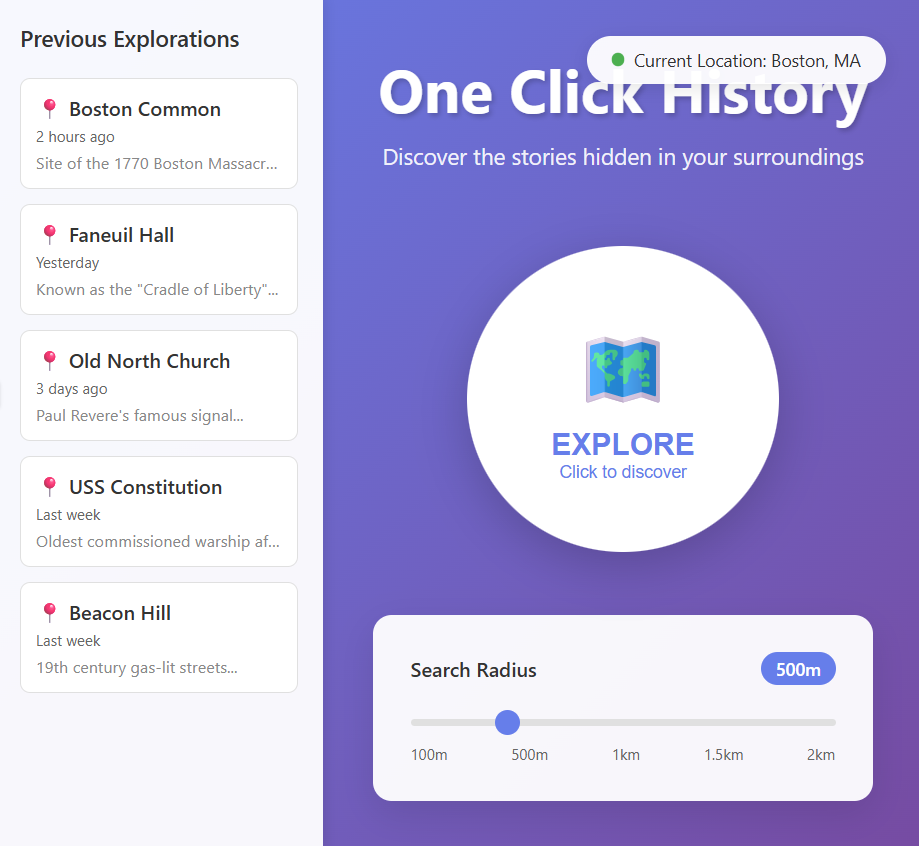 Previous Explorations
Boston Common
2 hours ago
Site of the 1770 Boston Massacr...
Faneuil Hall
Yesterday
Known as the "Cradle of Liberty"...
Old North Church
3 days ago
Paul Revere's famous signal...
USS Constitution
Last week
Oldest commissioned warship af...
Beacon Hill
Last week
19th century gas-lit streets...
Current Location: Boston, MA
One Click History
Discover the stories hidden in your surroundings
EXPLORE
Click to discover
Search Radius 500m
100m 500m 1km 1.5km 2km